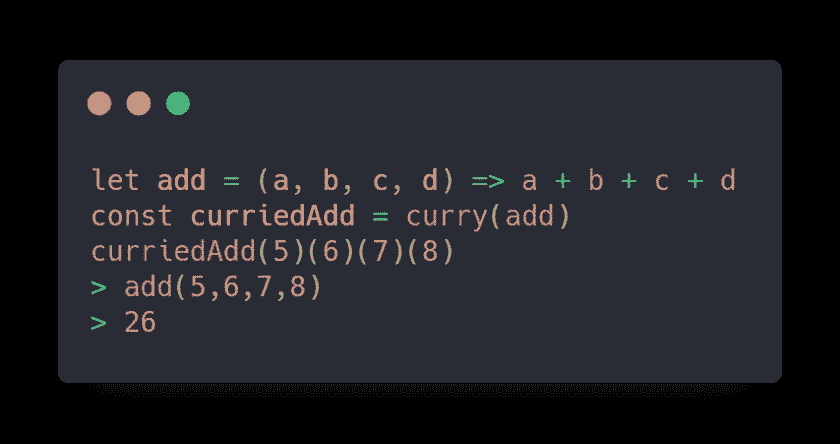 let add = (a, b, c, d) => a + b + c + d
const curriedAdd = curry(add)
curriedAdd(5)(6)(7)(8)
> add(5,6,7,8)
> 26